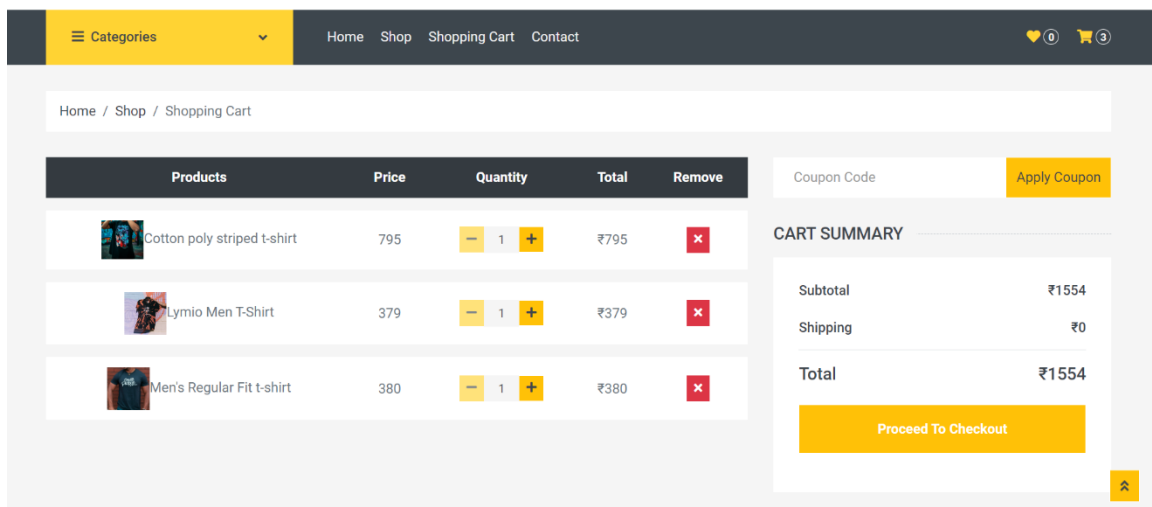 Categories Home Shop Shopping Cart Contact 0 3
Home / Shop / Shopping Cart
Products Price Quantity Total Remove
Cotton poly striped t-shirt 795 − 1 + ₹795 ×
Lymio Men T-Shirt 379 − 1 + ₹379 ×
Men's Regular Fit t-shirt 380 − 1 + ₹380 ×
Coupon Code Apply Coupon
CART SUMMARY
Subtotal ₹1554
Shipping ₹0
Total ₹1554
Proceed To Checkout